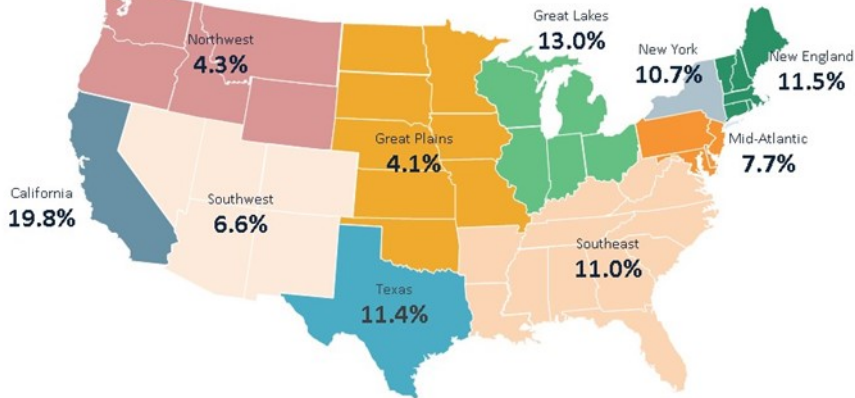 Great Lakes
13.0%
Northwest
4.3%
New York
10.7%
New England
11.5%
Great Plains
4.1%
Mid-Atlantic
7.7%
California
19.8%
Southwest
6.6%
Southeast
11.0%
Texas
11.4%